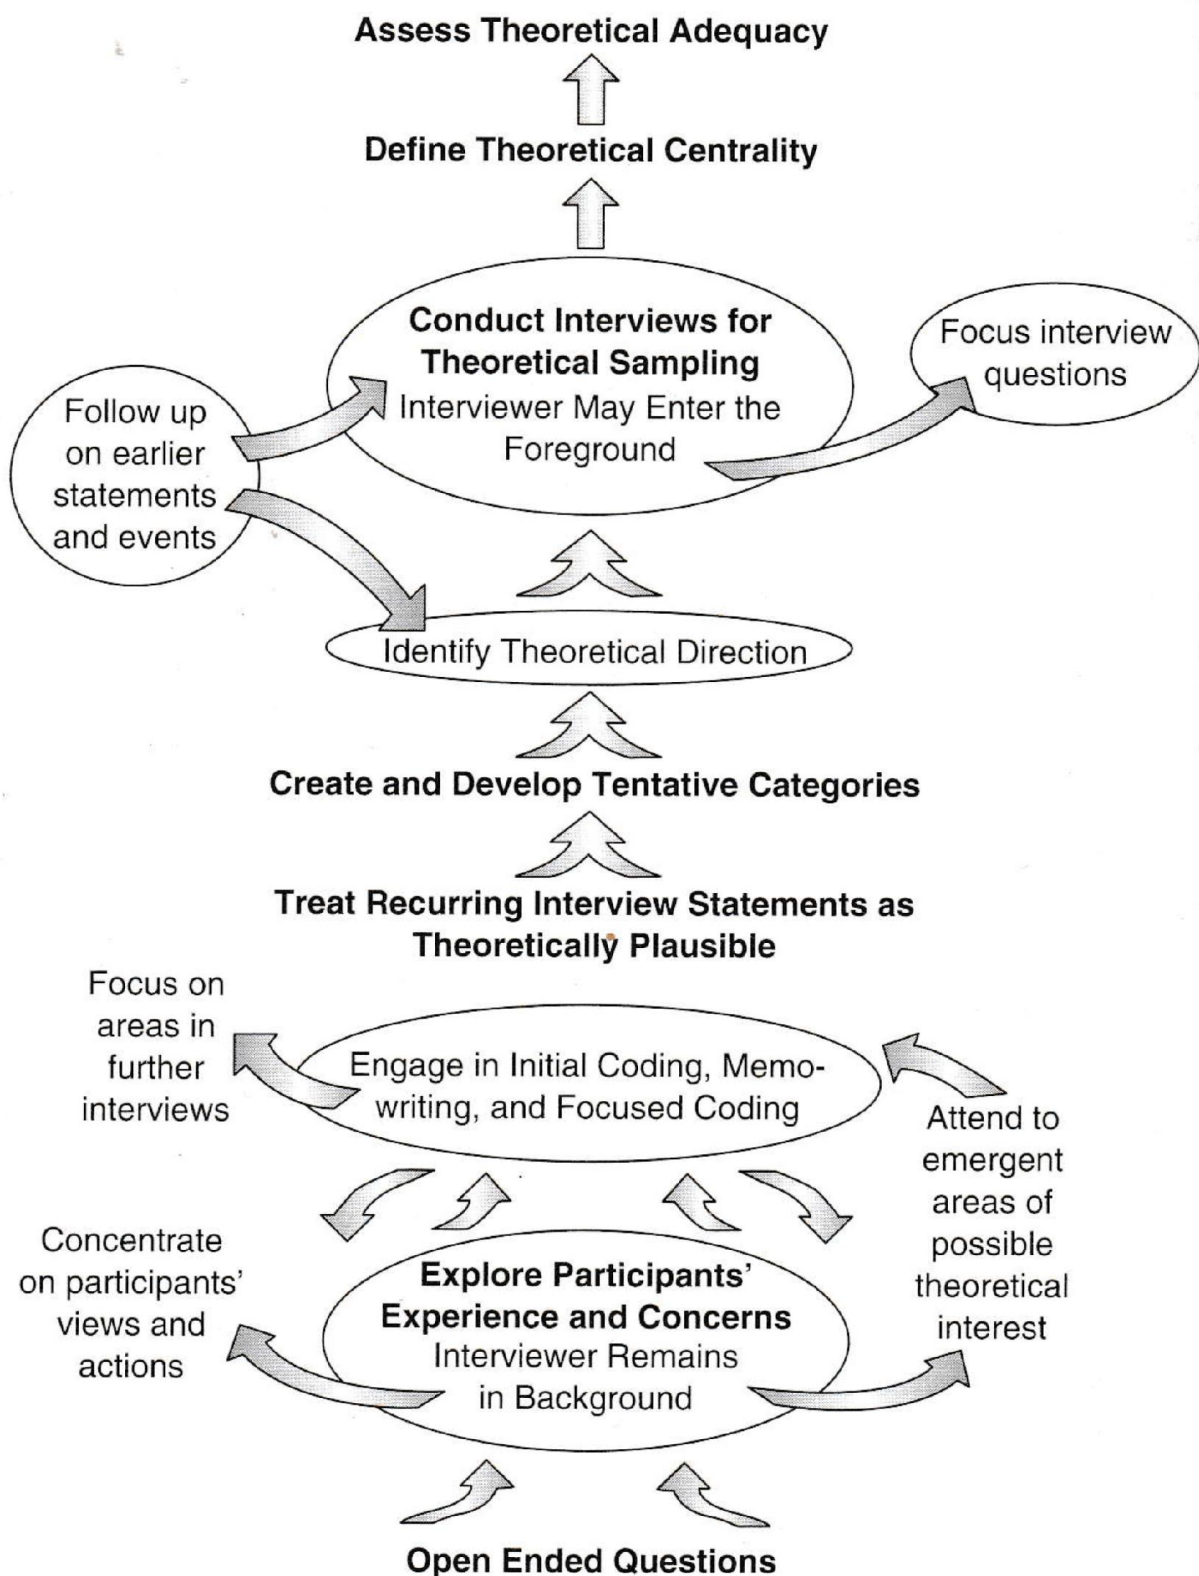 Assess Theoretical Adequacy
Define Theoretical Centrality
Conduct Interviews for
Theoretical Sampling
Interviewer May Enter the
Foreground
Focus interview
questions
Follow up
on earlier
statements
and events
Identify Theoretical Direction
Create and Develop Tentative Categories
Treat Recurring Interview Statements as
Theoretically Plausible
Focus on
areas in
further
interviews
Engage in Initial Coding, Memo-
writing, and Focused Coding
Attend to
emergent
areas of
possible
theoretical
interest
Concentrate
on participants'
views and
actions
Explore Participants'
Experience and Concerns
Interviewer Remains
in Background
Open Ended Questions